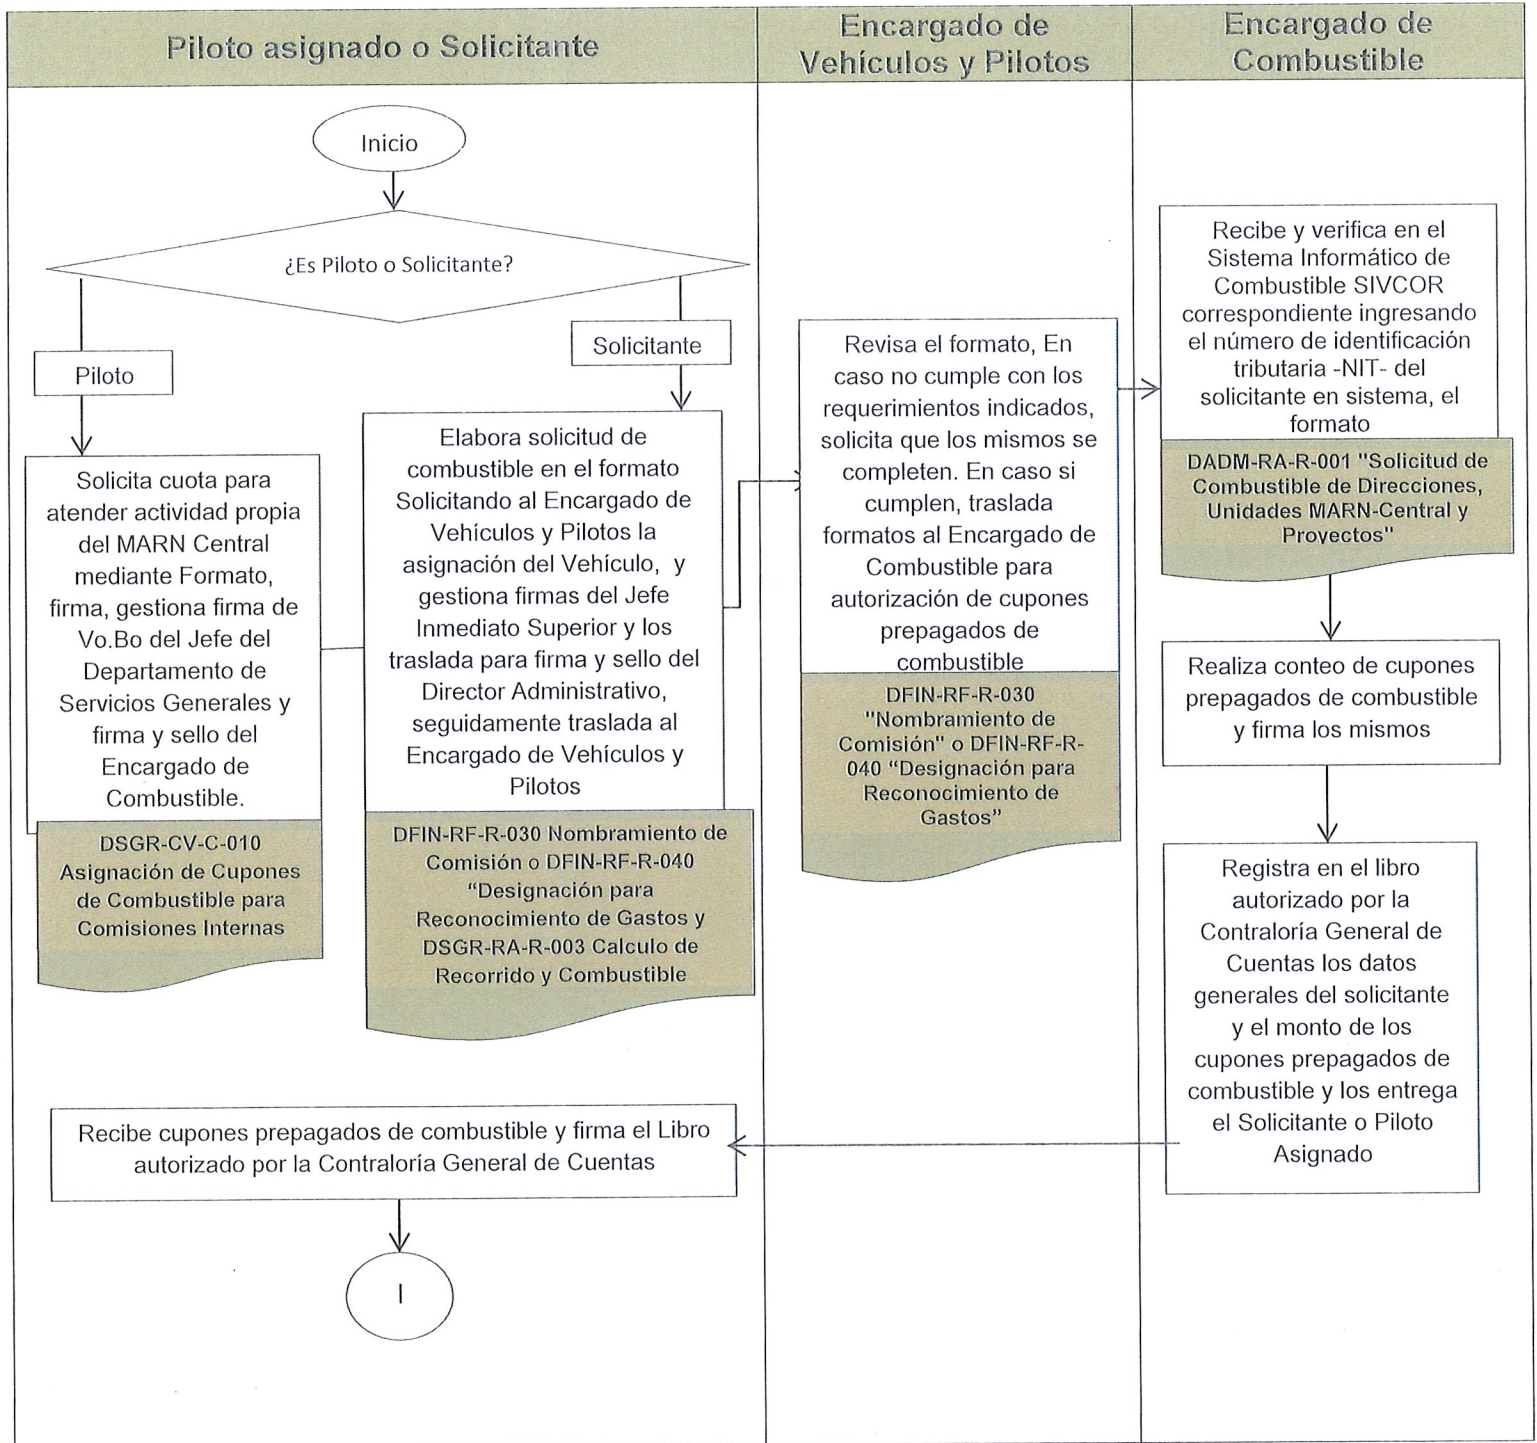 Piloto asignado o Solicitante
Encargado de
Vehículos y Pilotos
Encargado de
Combustible
Inicio
¿Es Piloto o Solicitante?
Piloto
Solicitante
Solicita cuota para
atender actividad propia
del MARN Central
mediante Formato,
firma, gestiona firma de
Vo.Bo del Jefe del
Departamento de
Servicios Generales y
firma y sello del
Encargado de
Combustible.
DSGR-CV-C-010
Asignación de Cupones
de Combustible para
Comisiones Internas
Elabora solicitud de
combustible en el formato
Solicitando al Encargado de
Vehículos y Pilotos la
asignación del Vehículo, y
gestiona firmas del Jefe
Inmediato Superior y los
traslada para firma y sello del
Director Administrativo,
seguidamente traslada al
Encargado de Vehículos y
Pilotos
DFIN-RF-R-030 Nombramiento de
Comisión o DFIN-RF-R-040
“Designación para
Reconocimiento de Gastos y
DSGR-RA-R-003 Calculo de
Recorrido y Combustible
Revisa el formato, En
caso no cumple con los
requerimientos indicados,
solicita que los mismos se
completen. En caso si
cumplen, traslada
formatos al Encargado de
Combustible para
autorización de cupones
prepagados de
combustible
DFIN-RF-R-030
"Nombramiento de
Comisión" o DFIN-RF-R-
040 “Designación para
Reconocimiento de
Gastos”
Recibe y verifica en el
Sistema Informático de
Combustible SIVCOR
correspondiente ingresando
el número de identificación
tributaria -NIT- del
solicitante en sistema, el
formato
DADM-RA-R-001 "Solicitud de
Combustible de Direcciones,
Unidades MARN-Central y
Proyectos"
Realiza conteo de cupones
prepagados de combustible
y firma los mismos
Registra en el libro
autorizado por la
Contraloría General de
Cuentas los datos
generales del solicitante
y el monto de los
cupones prepagados de
combustible y los entrega
el Solicitante o Piloto
Asignado
Recibe cupones prepagados de combustible y firma el Libro
autorizado por la Contraloría General de Cuentas
I